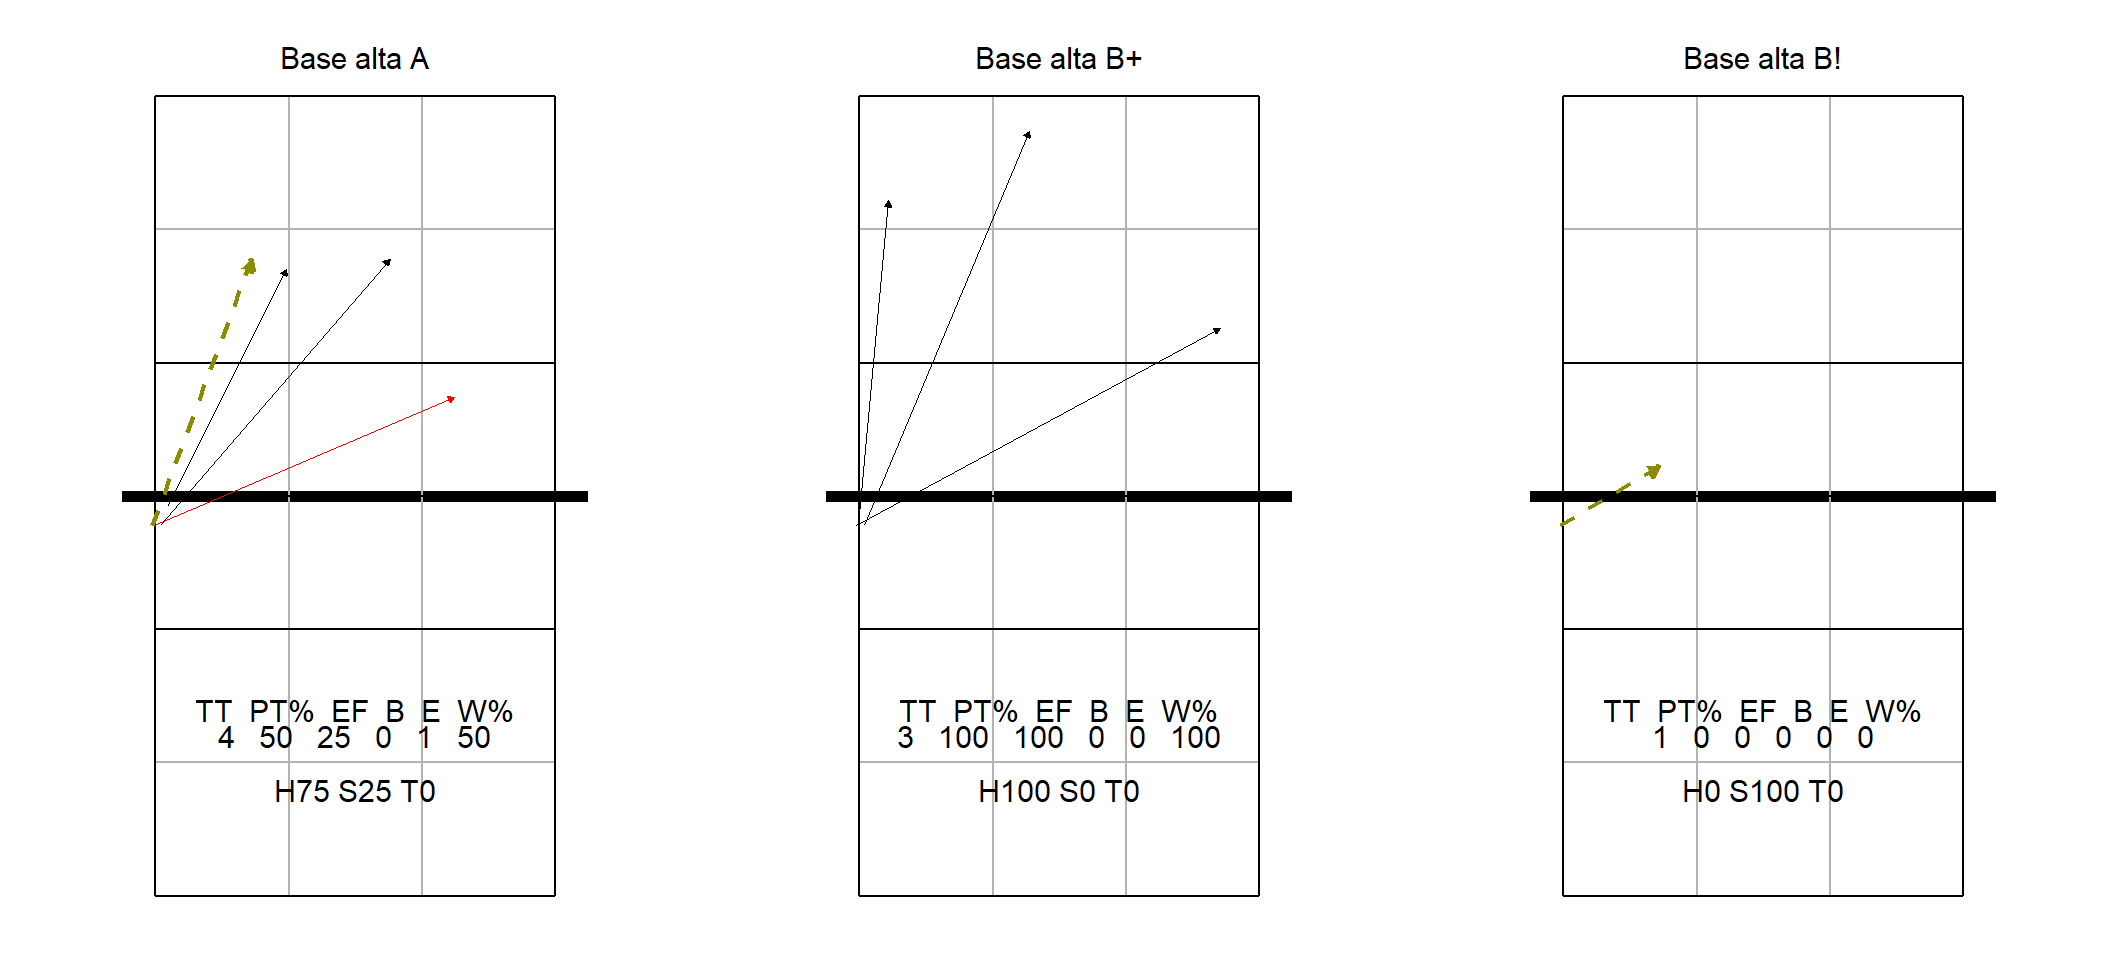 Base alta A
TT PT% EF B E W%
4 50 25 0 1 50
H75 S25 T0
Base alta B+
TT PT% EF B E W%
3 100 100 0 0 100
H100 S0 T0
Base alta B!
TT PT% EF B E W%
1 0 0 0 0 0
H0 S100 T0